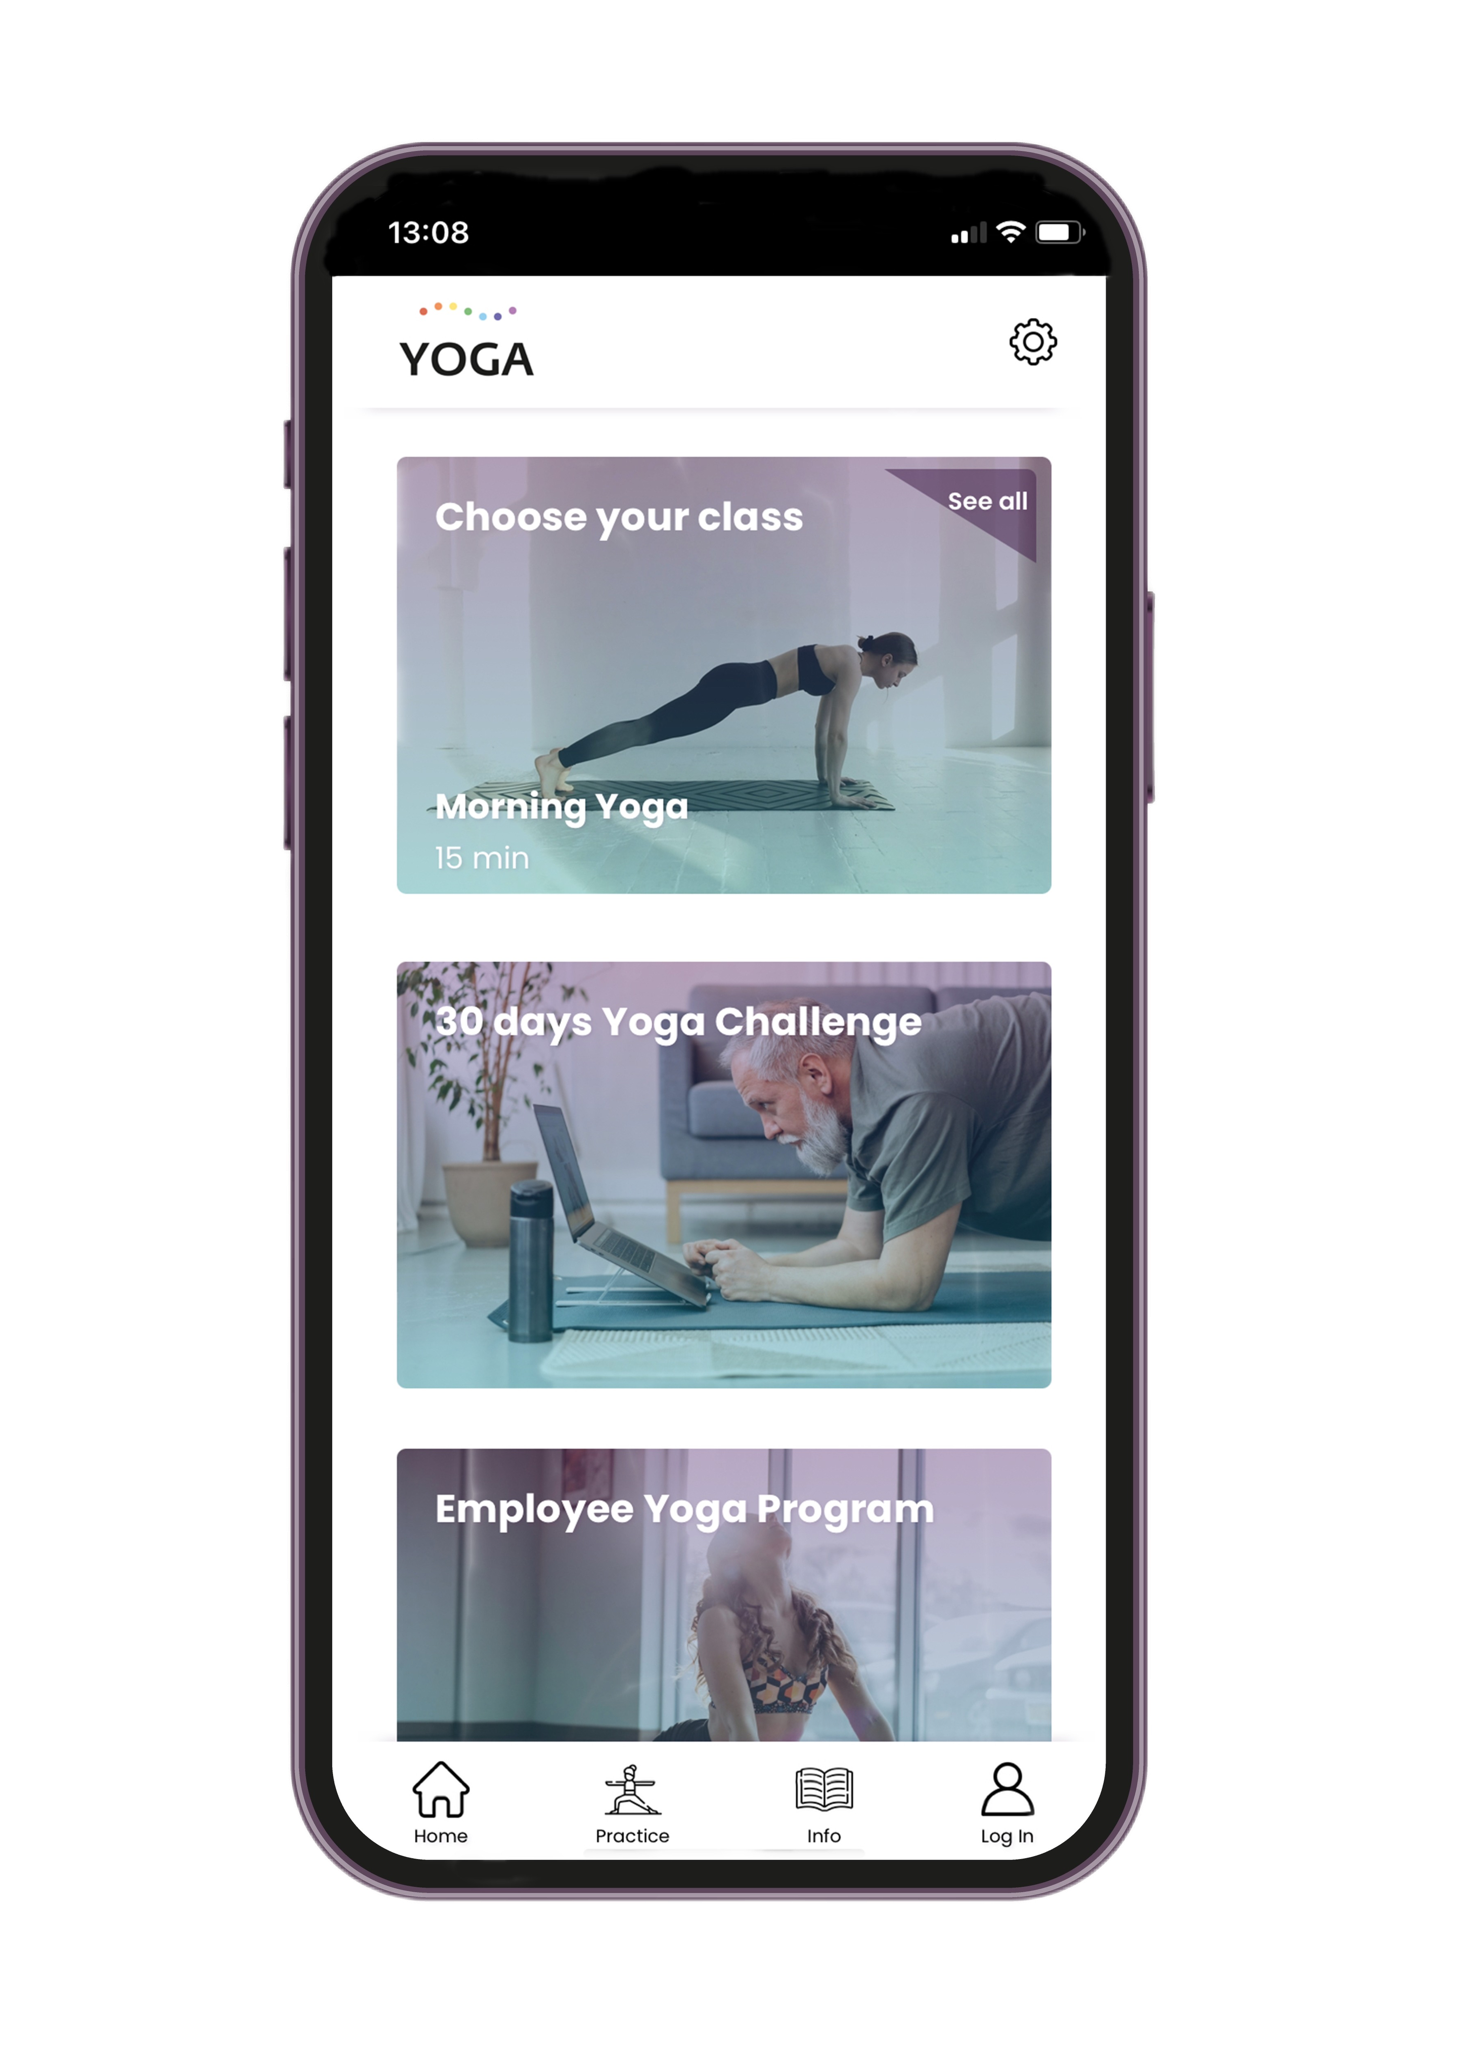 13:08
YOGA
Choose your class
See all
Morning Yoga
15 min
30 days Yoga Challenge
Employee Yoga Program
Home
Practice
Info
Log In